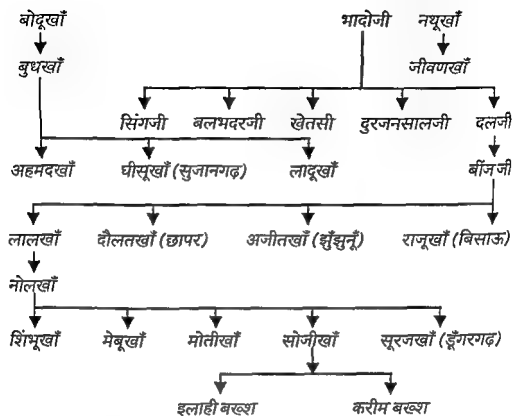 बोदूखाँ भादोजी नथूखाँ
बुधखाँ जीवणखाँ
सिंगजी बलभदरजी खेतसी दुरजनसालजी दलजी
अहमदखाँ घीसूखाँ (सुजानगढ़) लादूखाँ बींजजी
लालखाँ दौलतखाँ (छापर) अजीतखाँ (झुँझुनूँ) राजूखाँ (बिसाऊ)
नोलखाँ
शिंभूखाँ मेबूखाँ मोतीखाँ सोजीखाँ सूरजखाँ (डूँगरगढ़)
इलाही बख्श करीम बख्श